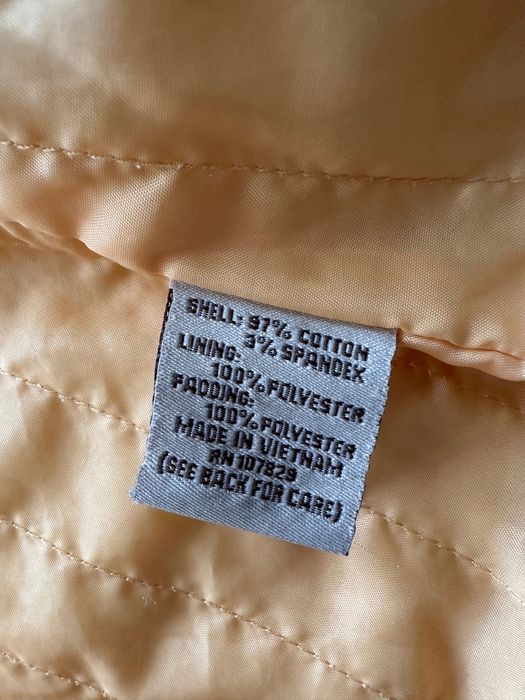 SHELL: 97% COTTON
3% SPANDEX
LINING:
100% POLYESTER
PADDING:
100% POLYESTER
MADE IN VIETNAM
RN 107829
(SEE BACK FOR CARE)